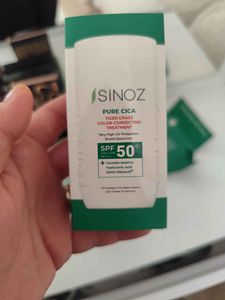 SINOZ
PURE CICA
TIGER GRASS
COLOR CORRECTING
TREATMENT
Very High UV Protection
Broad Spectrum
SPF 50+
+ Centella Asiatica
Hyaluronic Acid